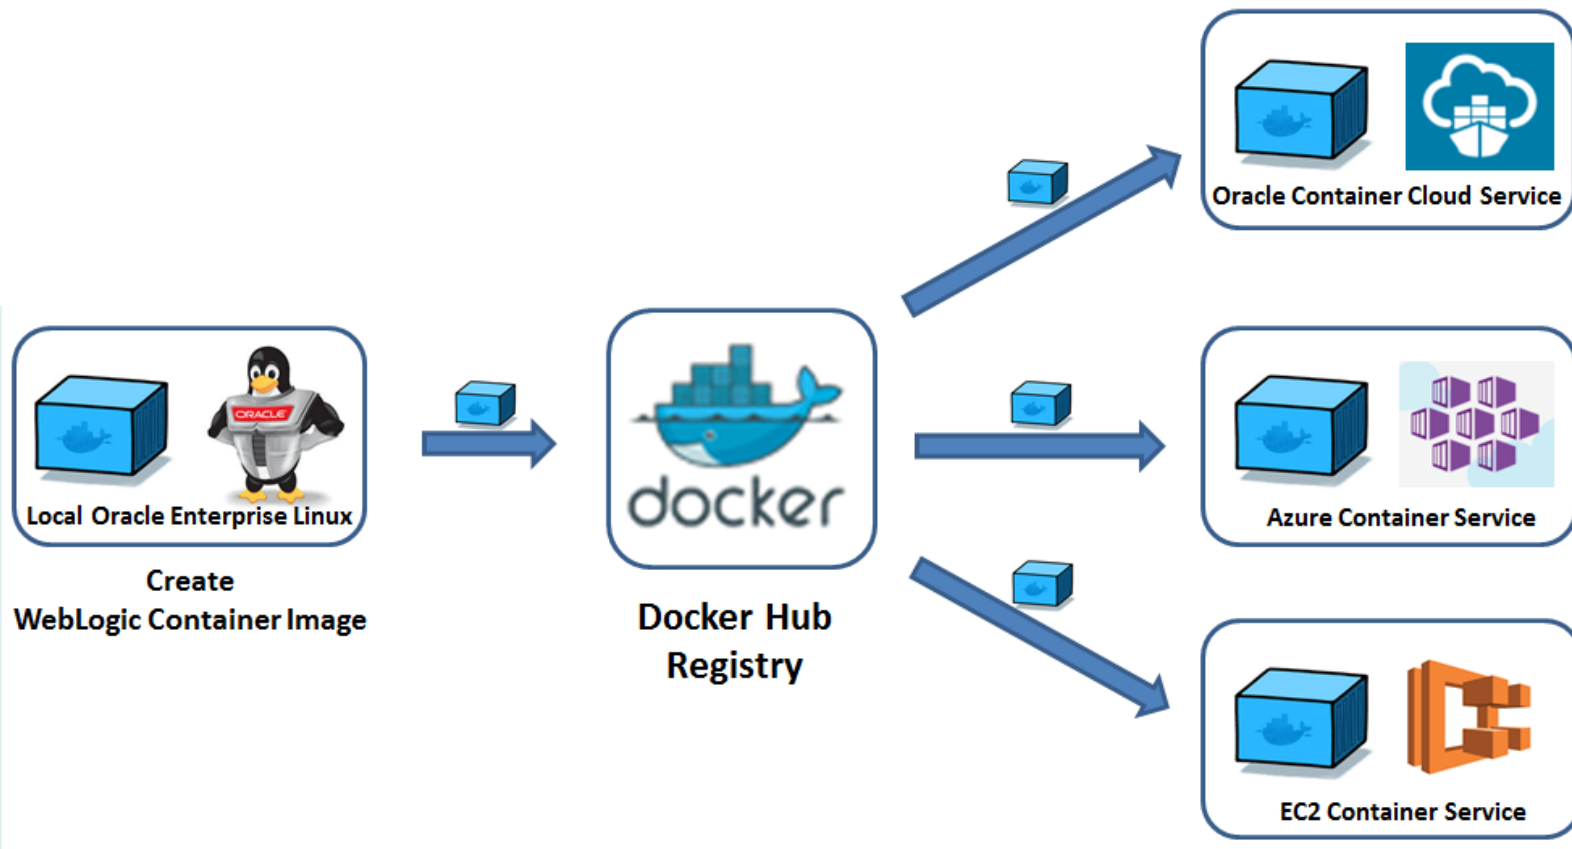 Oracle Container Cloud Service
ORACLE
Local Oracle Enterprise Linux
Create
WebLogic Container Image
docker
Docker Hub
Registry
Azure Container Service
EC2 Container Service